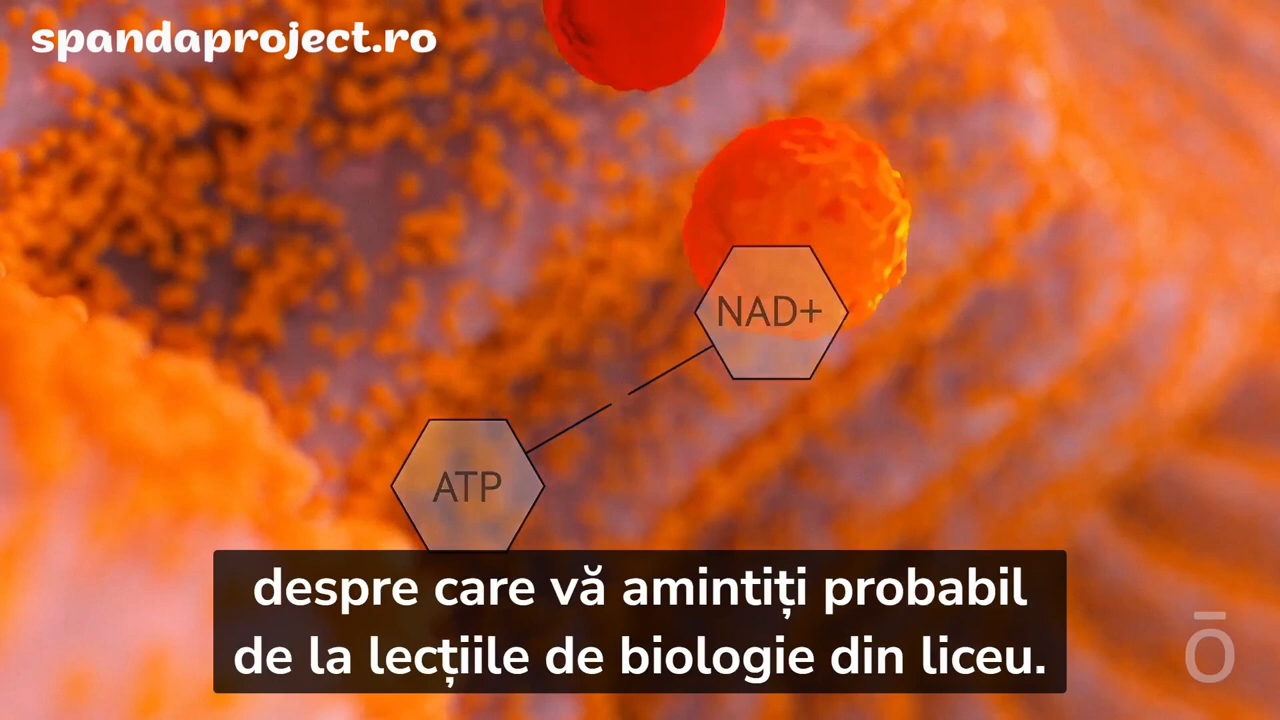 spandaproject.ro
NAD+
ATP
despre care vă amintiți probabil
de la lecțiile de biologie din liceu.
ō